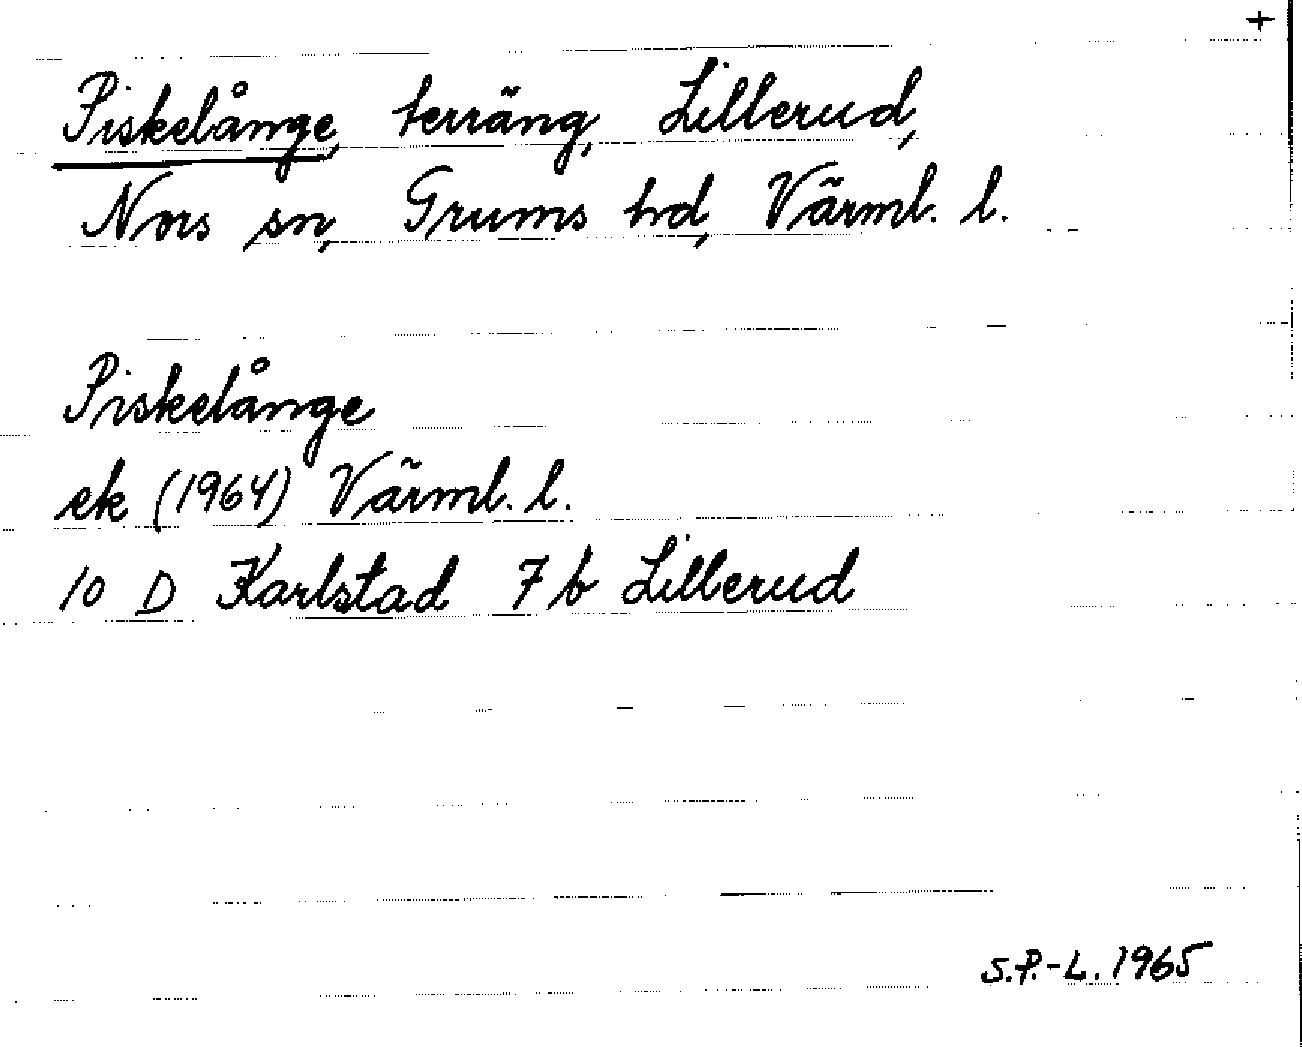 +
Piskelånge, terräng, Lillerud,
Nors sn, Grums hd, Värml. l.
Piskelånge
ek (1964) Värml. l.
10 D Karlstad 7 b Lillerud
S.P.-L. 1965